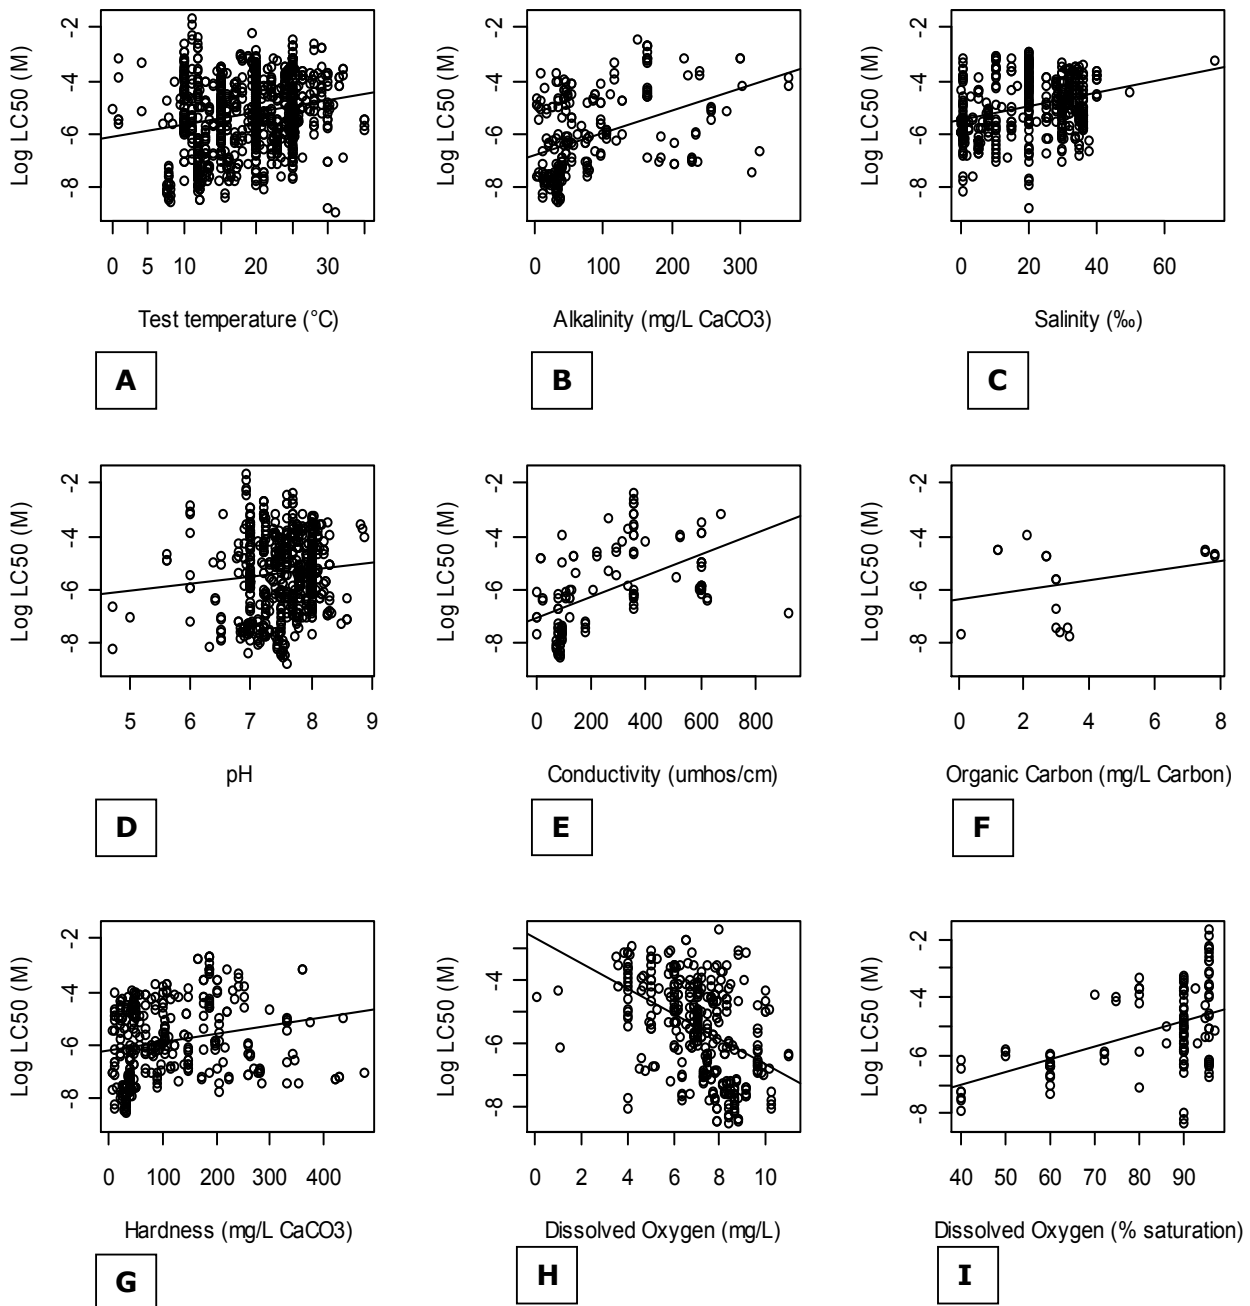 Log LC50 (M)
-2
-4
-6
-8
0 5 10 20 30
Test temperature (°C)
A
Log LC50 (M)
-2
-4
-6
-8
0 100 200 300
Alkalinity (mg/L CaCO3)
B
Log LC50 (M)
-2
-4
-6
-8
0 20 40 60
Salinity (‰)
C
Log LC50 (M)
-2
-4
-6
-8
5 6 7 8 9
pH
D
Log LC50 (M)
-2
-4
-6
-8
0 200 400 600 800
Conductivity (umhos/cm)
E
Log LC50 (M)
-2
-4
-6
-8
0 2 4 6 8
Organic Carbon (mg/L Carbon)
F
Log LC50 (M)
-2
-4
-6
-8
0 100 200 300 400
Hardness (mg/L CaCO3)
G
Log LC50 (M)
-4
-6
-8
0 2 4 6 8 10
Dissolved Oxygen (mg/L)
H
Log LC50 (M)
-2
-4
-6
-8
40 50 60 70 80 90
Dissolved Oxygen (% saturation)
I